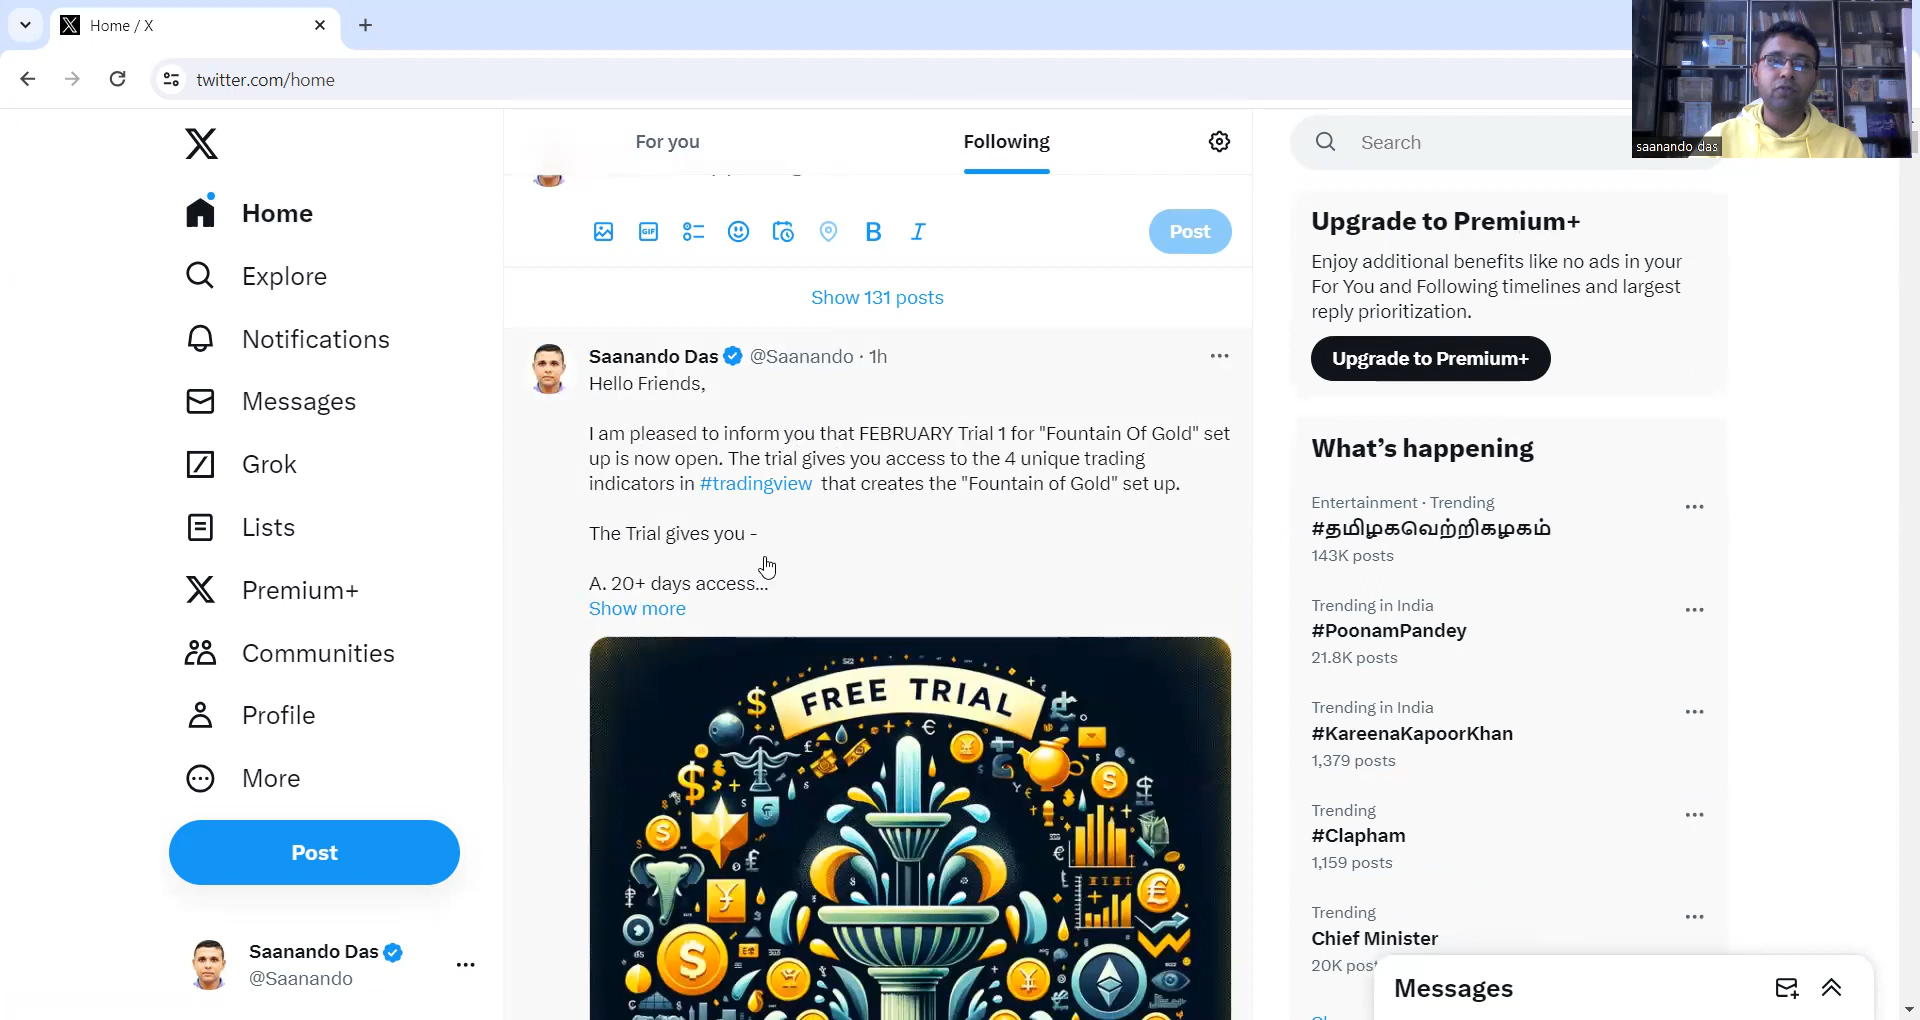 Home / X
twitter.com/home
saanando das
Home
Explore
Notifications
Messages
Grok
Lists
Premium+
Communities
Profile
More
Post
Saanando Das
@Saanando
For you
Following
GIF
B I
Post
Show 131 posts
Saanando Das @Saanando · 1h
Hello Friends,
I am pleased to inform you that FEBRUARY Trial 1 for "Fountain Of Gold" set
up is now open. The trial gives you access to the 4 unique trading
indicators in #tradingview that creates the "Fountain of Gold" set up.
The Trial gives you -
A. 20+ days access...
Show more
FREE TRIAL
Search
Upgrade to Premium+
Enjoy additional benefits like no ads in your
For You and Following timelines and largest
reply prioritization.
Upgrade to Premium+
What’s happening
Entertainment · Trending
#தமிழகவெற்றிகழகம்
143K posts
Trending in India
#PoonamPandey
21.8K posts
Trending in India
#KareenaKapoorKhan
1,379 posts
Trending
#Clapham
1,159 posts
Trending
Chief Minister
20K
Messages